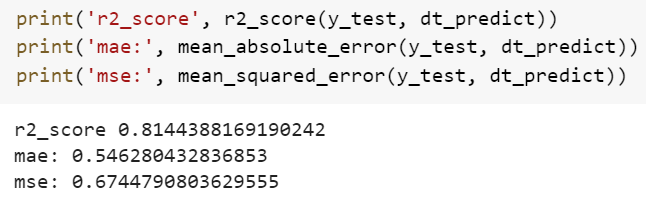 print('r2_score', r2_score(y_test, dt_predict))
print('mae:', mean_absolute_error(y_test, dt_predict))
print('mse:', mean_squared_error(y_test, dt_predict))
r2_score 0.8144388169190242
mae: 0.546280432836853
mse: 0.6744790803629555